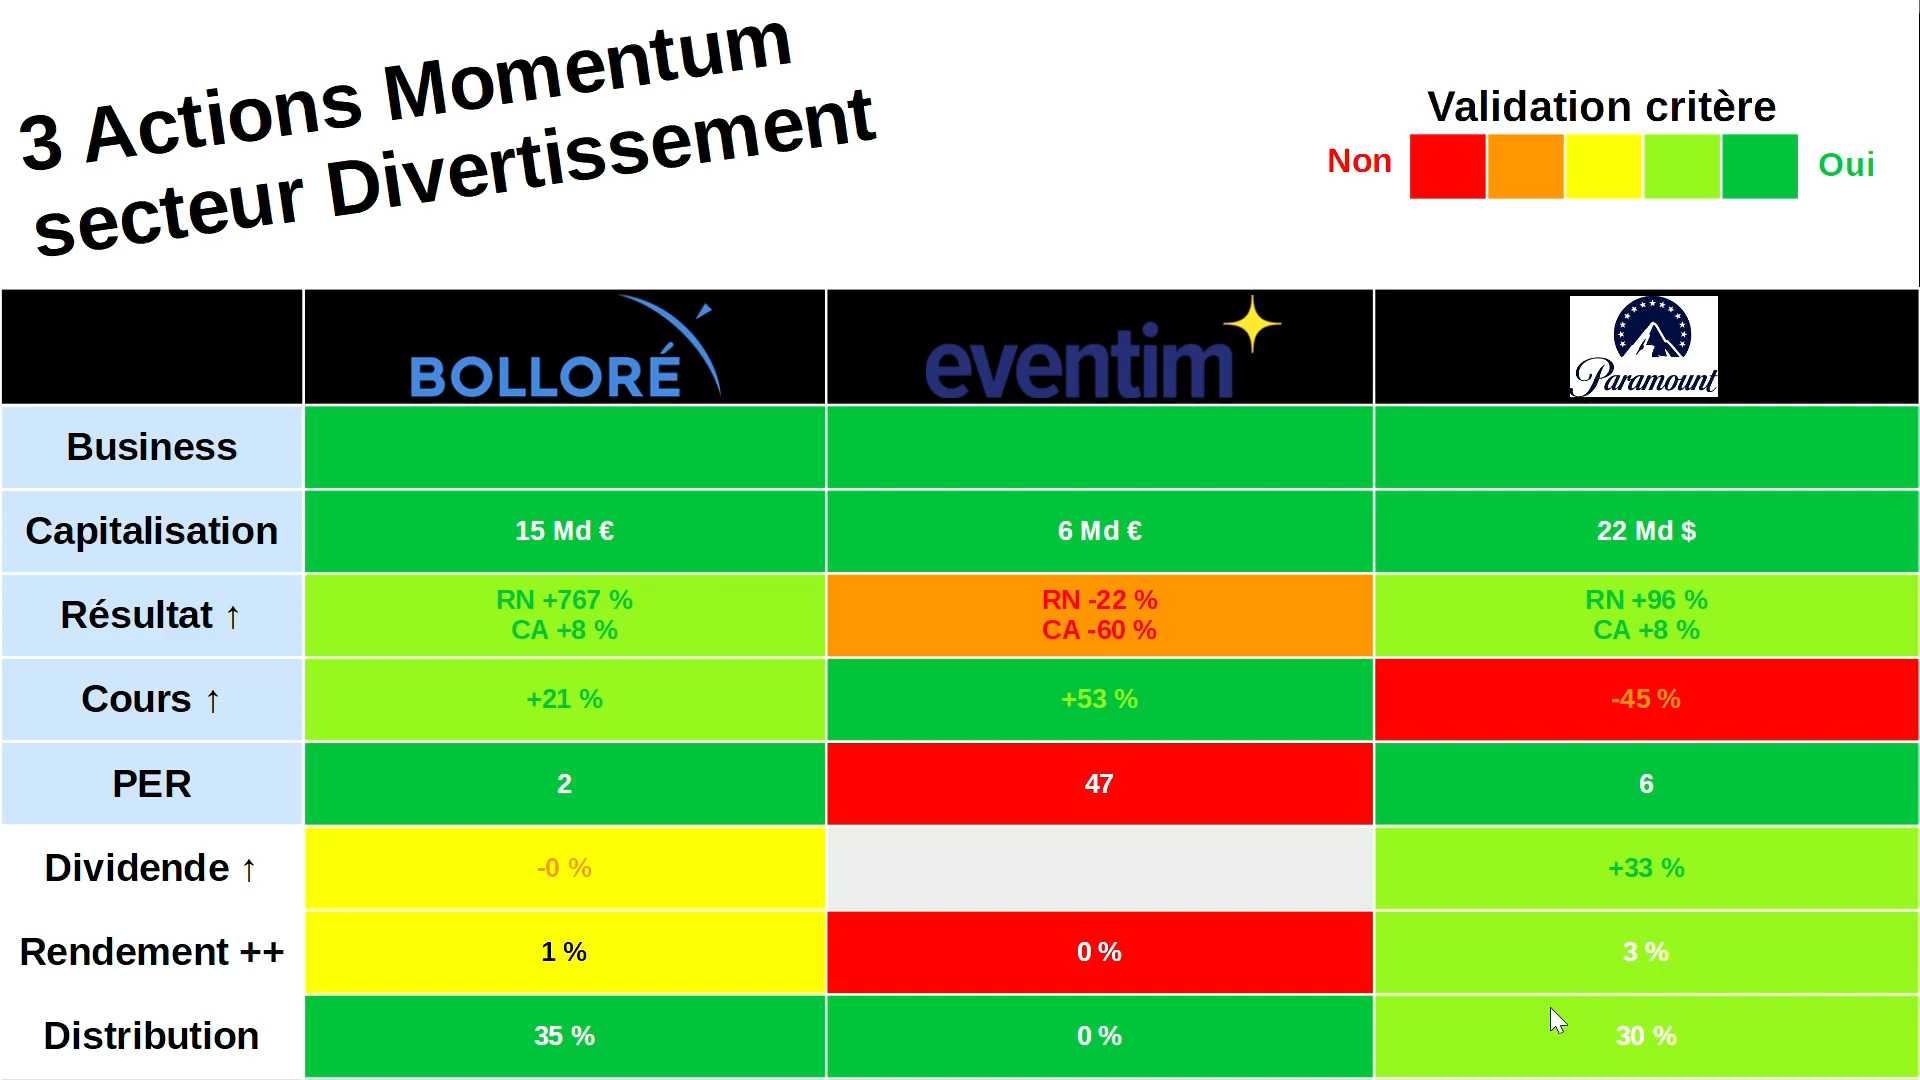 3 Actions Momentum
secteur Divertissement
Validation critère
Non
Oui
BOLLORÉ
eventim
Paramount
Business
Capitalisation
15 Md €
6 Md €
22 Md $
Résultat ↑
RN +767 %
CA +8 %
RN -22 %
CA -60 %
RN +96 %
CA +8 %
Cours ↑
+21 %
+53 %
-45 %
PER
2
47
6
Dividende ↑
-0 %
+33 %
Rendement ++
1 %
0 %
3 %
Distribution
35 %
0 %
30 %